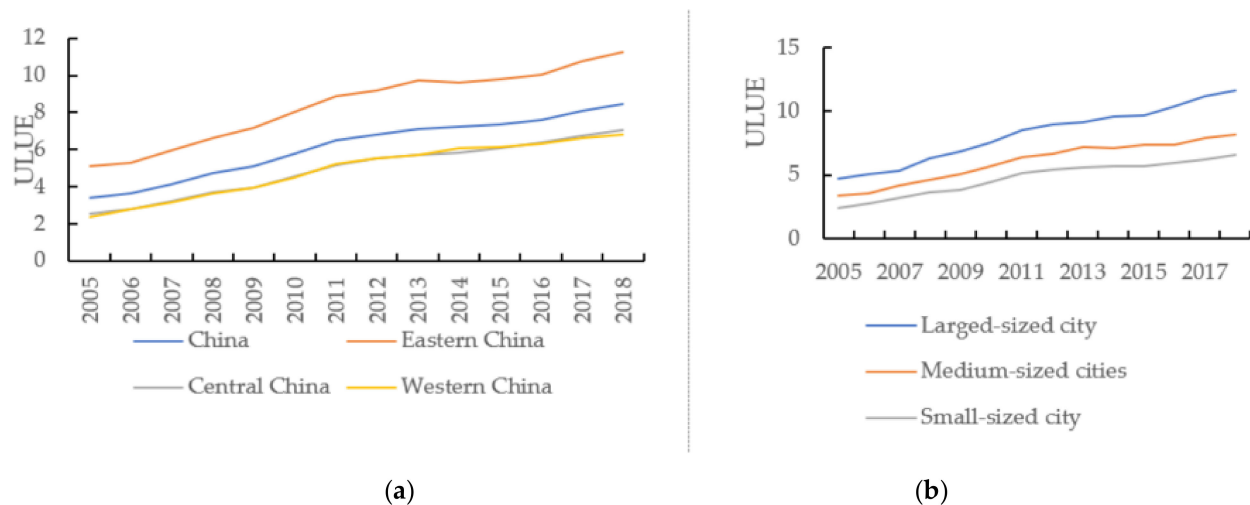 ULUE
12
10
8
6
4
2
0
2005 2006 2007 2008 2009 2010 2011 2012 2013 2014 2015 2016 2017 2018
China Eastern China
Central China Western China
(a)
ULUE
15
10
5
0
2005 2007 2009 2011 2013 2015 2017
Larged-sized city
Medium-sized cities
Small-sized city
(b)